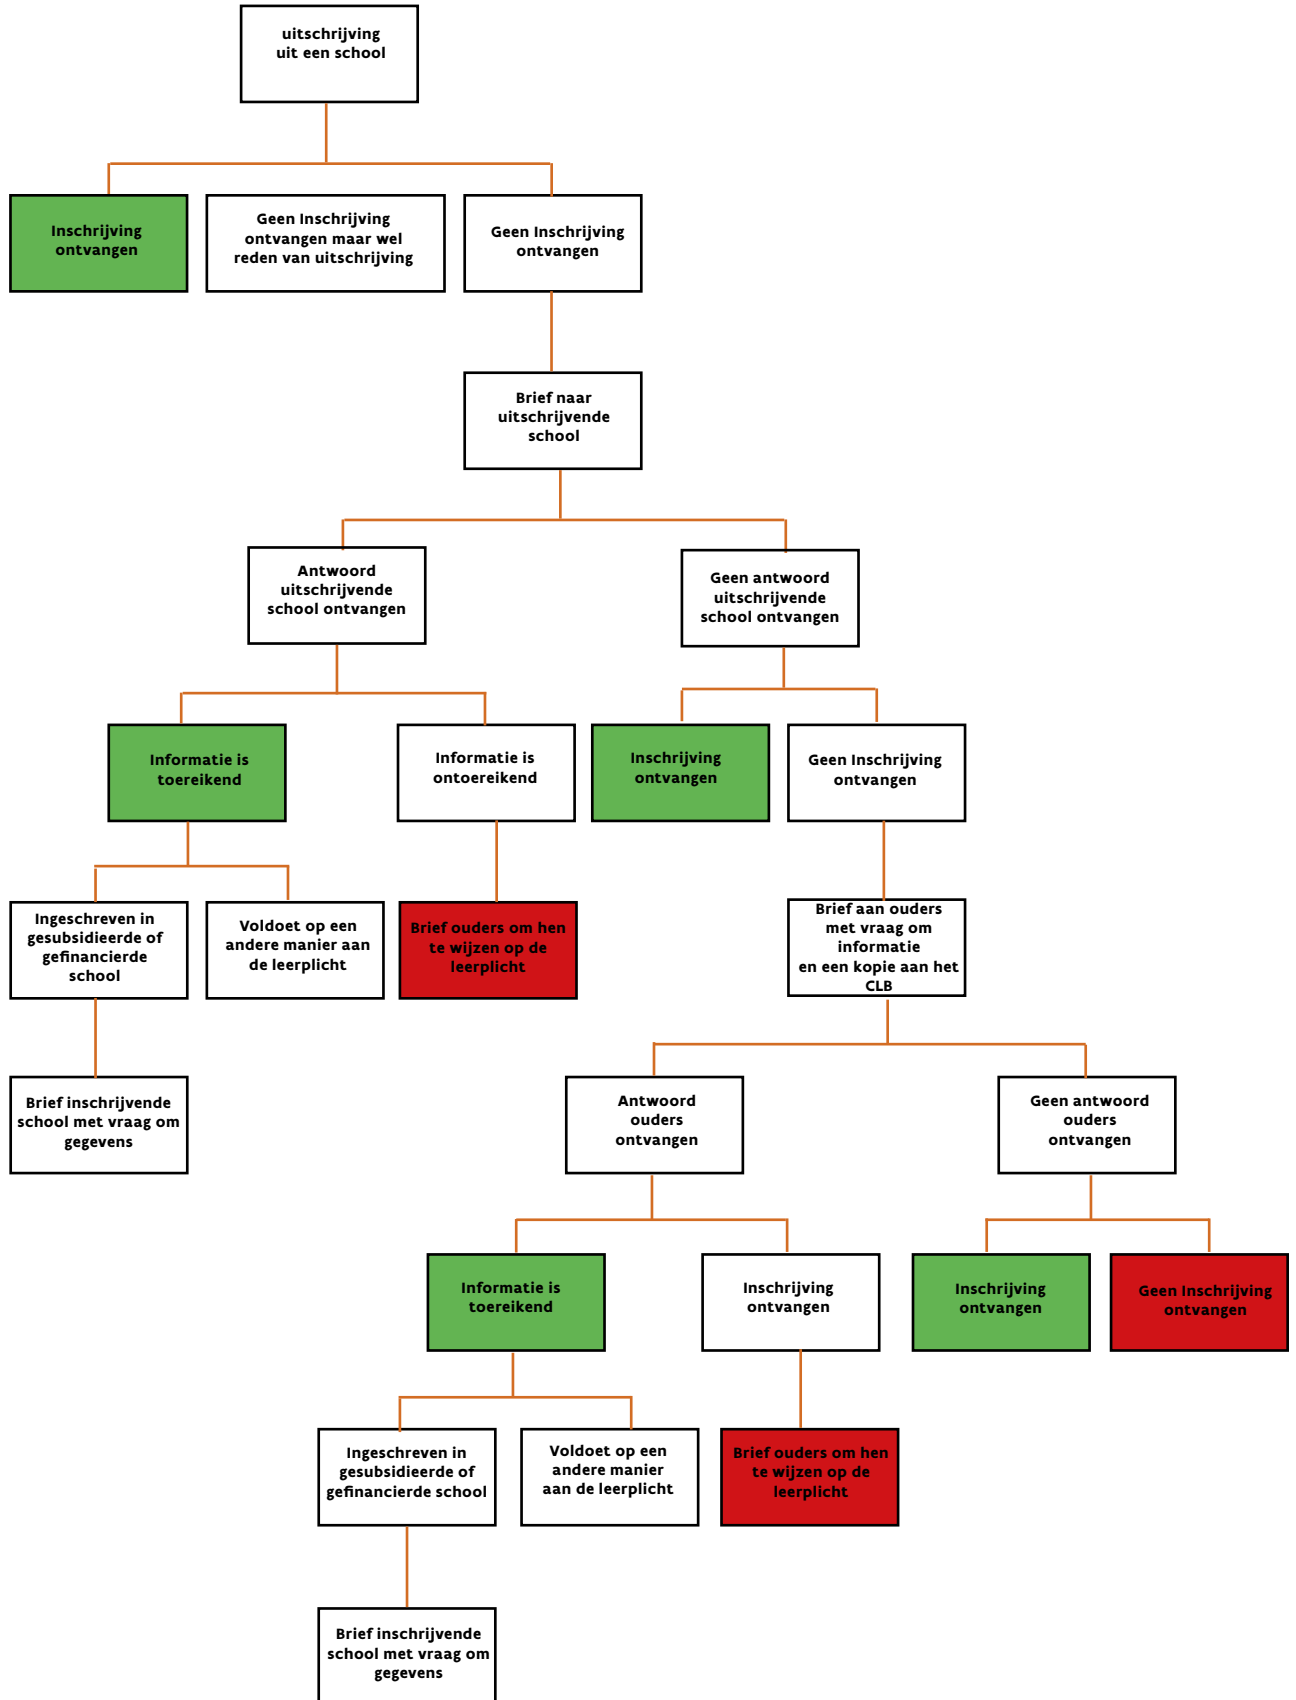 uitschrijving
uit een school
Inschrijving
ontvangen
Geen Inschrijving
ontvangen maar wel
reden van uitschrijving
Geen Inschrijving
ontvangen
Brief naar
uitschrijvende
school
Antwoord
uitschrijvende
school ontvangen
Geen antwoord
uitschrijvende
school ontvangen
Informatie is
toereikend
Informatie is
ontoereikend
Inschrijving
ontvangen
Geen Inschrijving
ontvangen
Ingeschreven in
gesubsidieerde of
gefinancierde
school
Voldoet op een
andere manier aan
de leerplicht
Brief ouders om hen
te wijzen op de
leerplicht
Brief aan ouders
met vraag om
informatie
en een kopie aan het
CLB
Brief inschrijvende
school met vraag om
gegevens
Antwoord
ouders
ontvangen
Geen antwoord
ouders
ontvangen
Informatie is
toereikend
Inschrijving
ontvangen
Inschrijving
ontvangen
Geen Inschrijving
ontvangen
Ingeschreven in
gesubsidieerde of
gefinancierde school
Voldoet op een
andere manier
aan de leerplicht
Brief ouders om hen
te wijzen op de
leerplicht
Brief inschrijvende
school met vraag om
gegevens